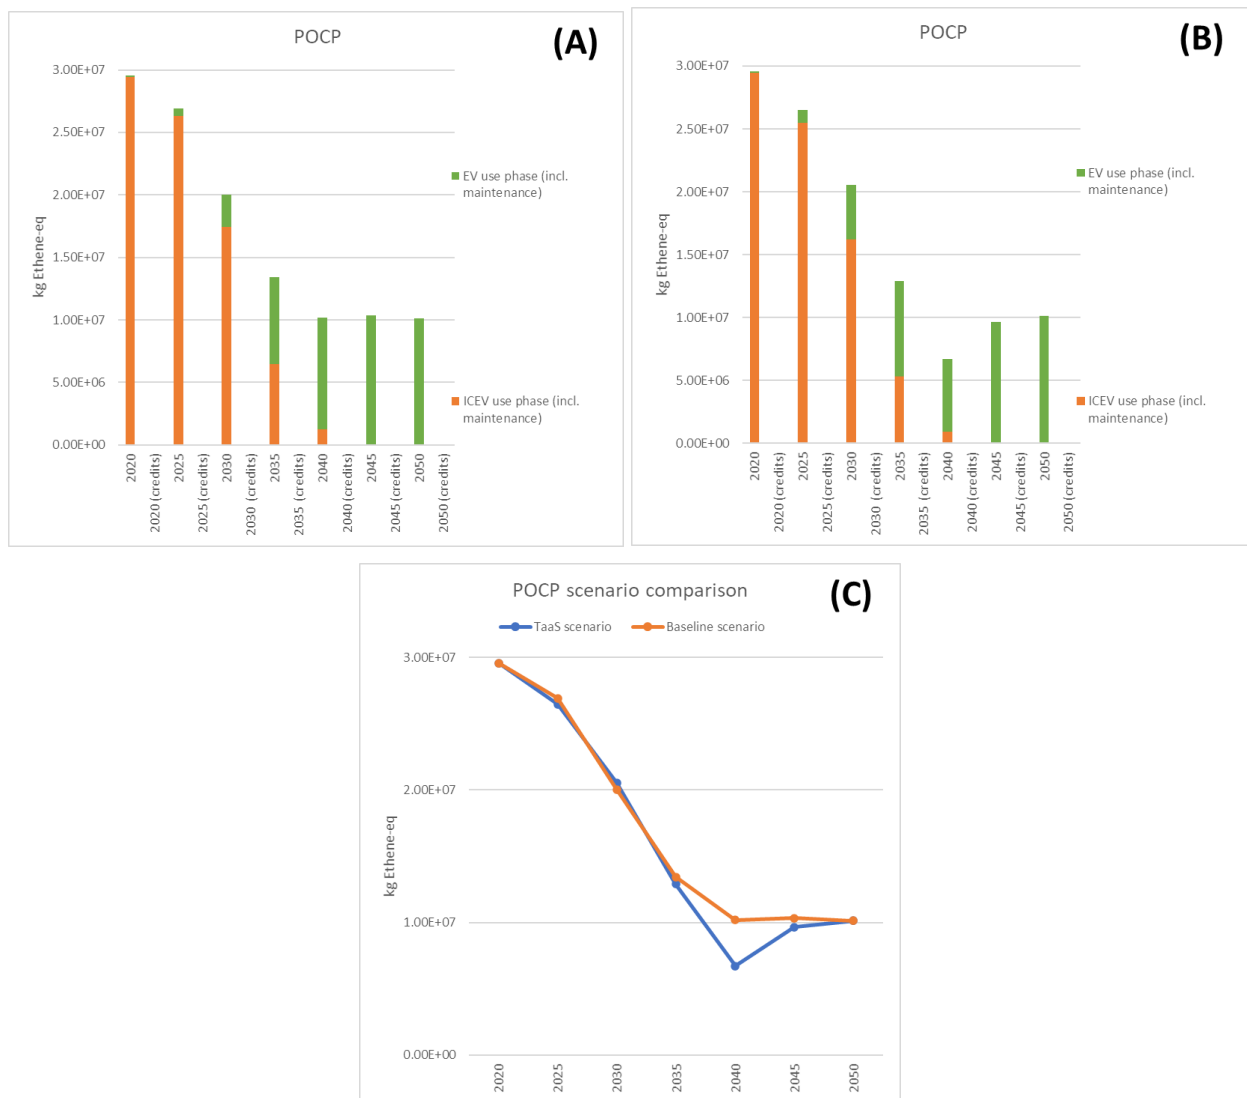 POCP
(A)
3.00E+07
2.50E+07
2.00E+07
1.50E+07
1.00E+07
5.00E+06
0.00E+00
kg Ethene-eq
EV use phase (incl.
maintenance)
ICEV use phase (incl.
maintenance)
2020
2020 (credits)
2025
2025 (credits)
2030
2030 (credits)
2035
2035 (credits)
2040
2040 (credits)
2045
2045 (credits)
2050
2050 (credits)
POCP
(B)
3.00E+07
2.50E+07
2.00E+07
1.50E+07
1.00E+07
5.00E+06
0.00E+00
kg Ethene-eq
EV use phase (incl.
maintenance)
ICEV use phase (incl.
maintenance)
2020
2020 (credits)
2025
2025 (credits)
2030
2030 (credits)
2035
2035 (credits)
2040
2040 (credits)
2045
2045 (credits)
2050
2050 (credits)
POCP scenario comparison
(C)
TaaS scenario
Baseline scenario
3.00E+07
2.00E+07
1.00E+07
0.00E+00
kg Ethene-eq
2020
2025
2030
2035
2040
2045
2050